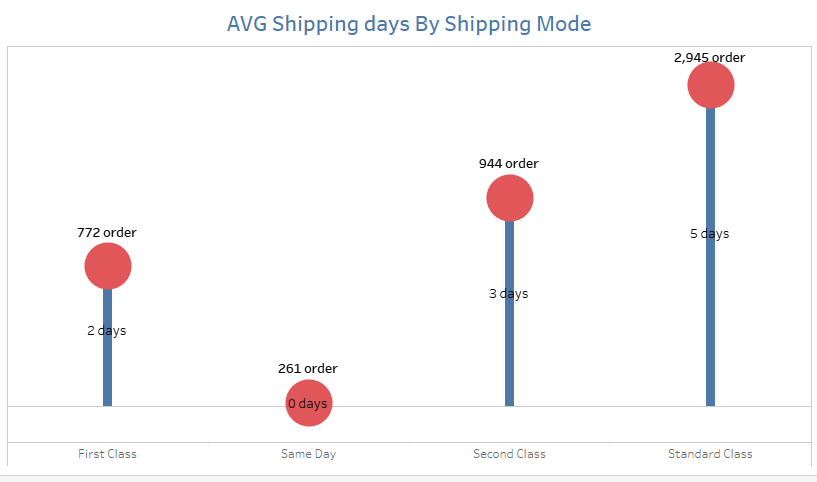 AVG Shipping days By Shipping Mode
2,945 order
944 order
772 order
5 days
3 days
2 days
261 order
0 days
First Class
Same Day
Second Class
Standard Class